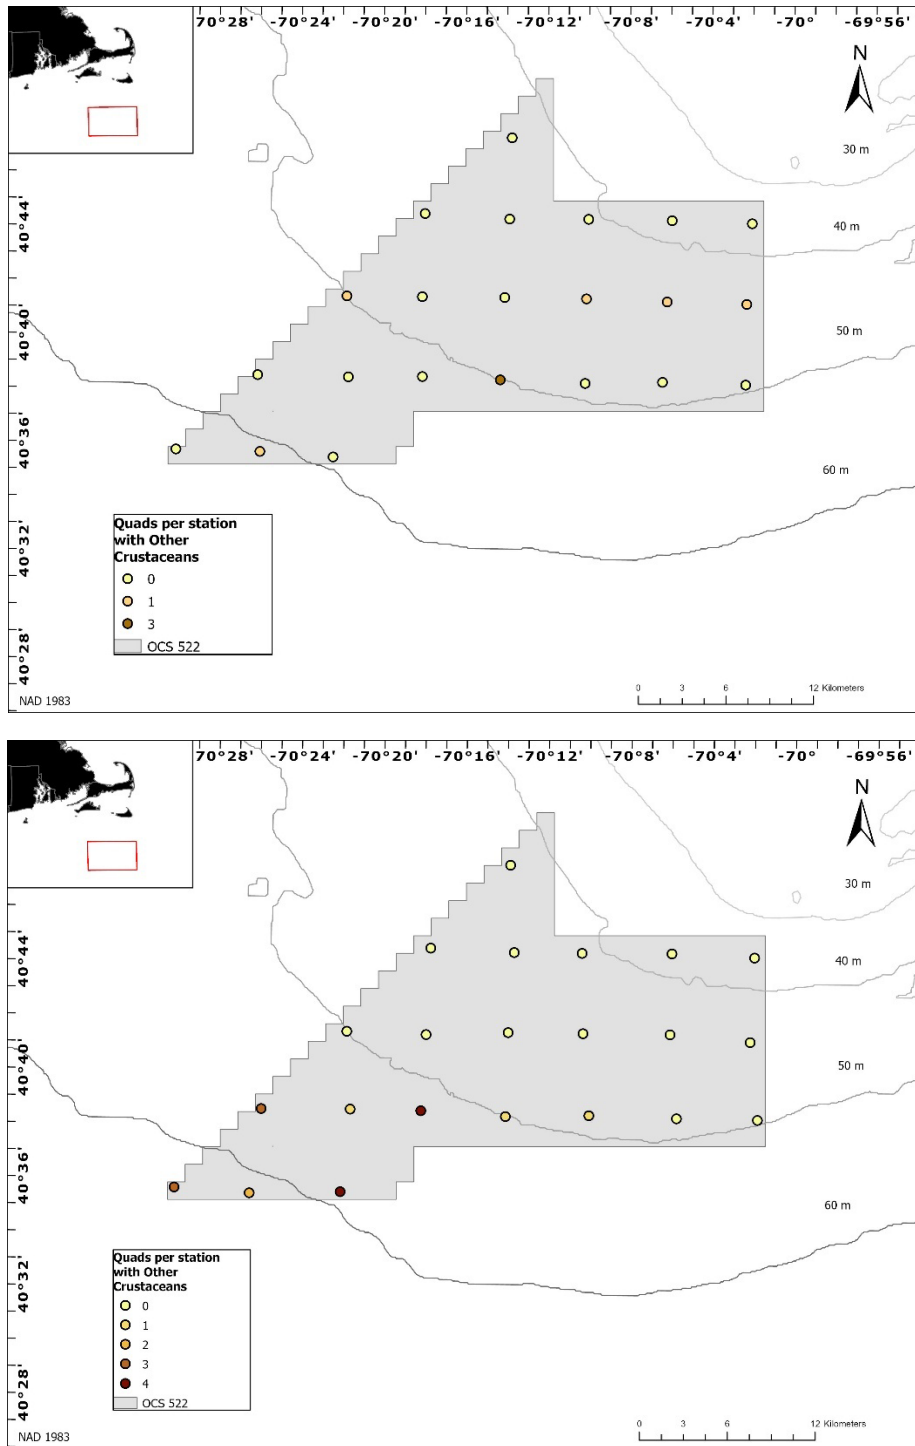 -70°28' -70°24' -70°20' -70°16' -70°12' -70°8' -70°4' -70° -69°56'
N
30 m
40°44'
40 m
40°40'
50 m
40°36'
60 m
40°32'
Quads per station
with Other
Crustaceans
0
1
3
OCS 522
40°28'
NAD 1983
0 3 6 12 Kilometers
-70°28' -70°24' -70°20' -70°16' -70°12' -70°8' -70°4' -70° -69°56'
N
30 m
40°44'
40 m
40°40'
50 m
40°36'
60 m
40°32'
Quads per station
with Other
Crustaceans
0
1
2
3
4
OCS 522
40°28'
NAD 1983
0 3 6 12 Kilometers